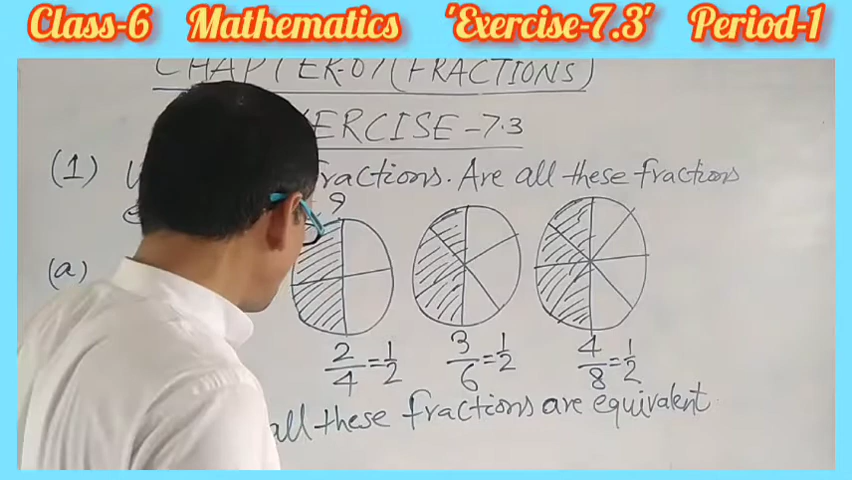 Class-6 Mathematics 'Exercise-7.3' Period-1
CHAPTER-07 (FRACTIONS)
ERCISE-7.3
(1) fractions. Are all these fractions
?
(a)
2/4 = 1/2 3/6 = 1/2 4/8 = 1/2
all these fractions are equivalent